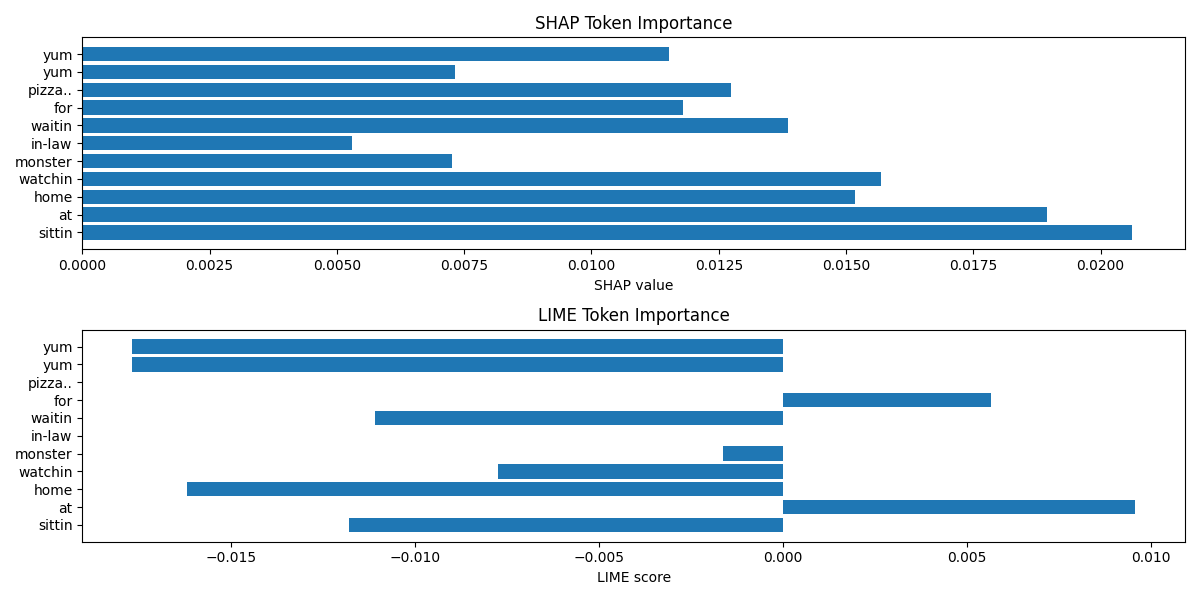 SHAP Token Importance
yum
yum
pizza..
for
waitin
in-law
monster
watchin
home
at
sittin
0.0000 0.0025 0.0050 0.0075 0.0100 0.0125 0.0150 0.0175 0.0200
SHAP value
LIME Token Importance
yum
yum
pizza..
for
waitin
in-law
monster
watchin
home
at
sittin
−0.015 −0.010 −0.005 0.000 0.005 0.010
LIME score